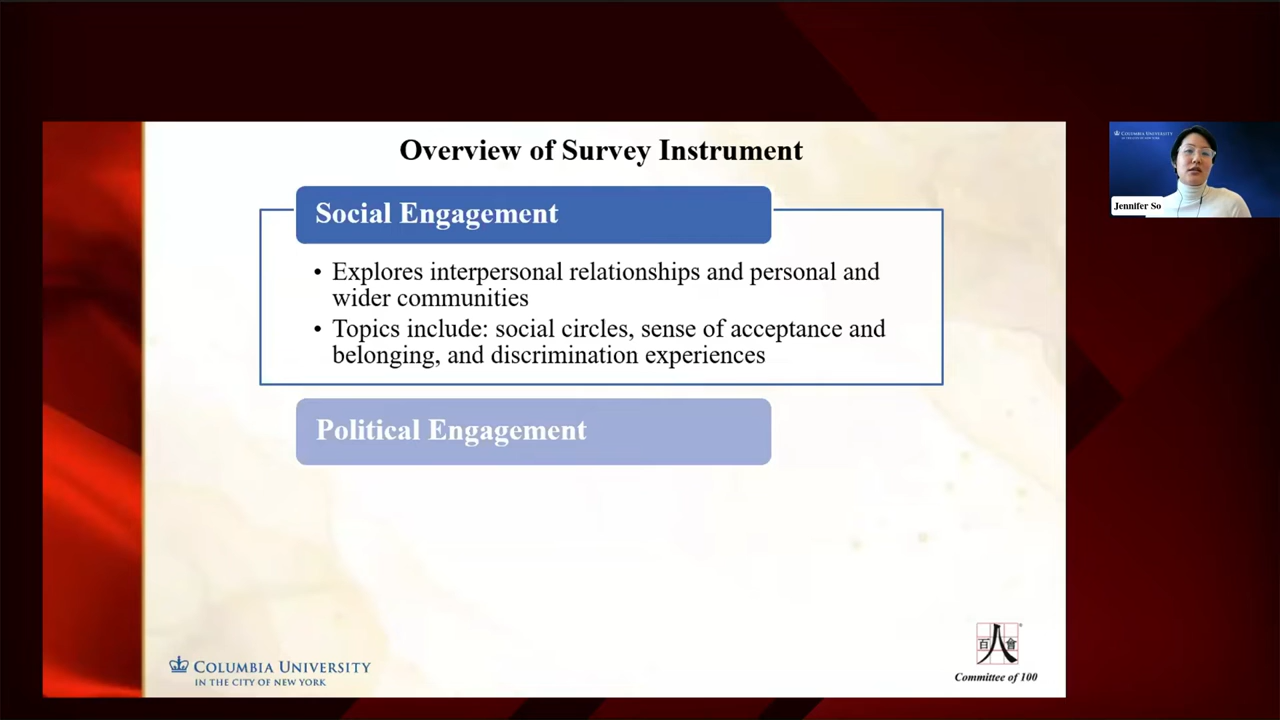 Overview of Survey Instrument
Social Engagement
• Explores interpersonal relationships and personal and
wider communities
• Topics include: social circles, sense of acceptance and
belonging, and discrimination experiences
Political Engagement
COLUMBIA UNIVERSITY
IN THE CITY OF NEW YORK
百人會
Committee of 100
COLUMBIA UNIVERSITY
Jennifer So